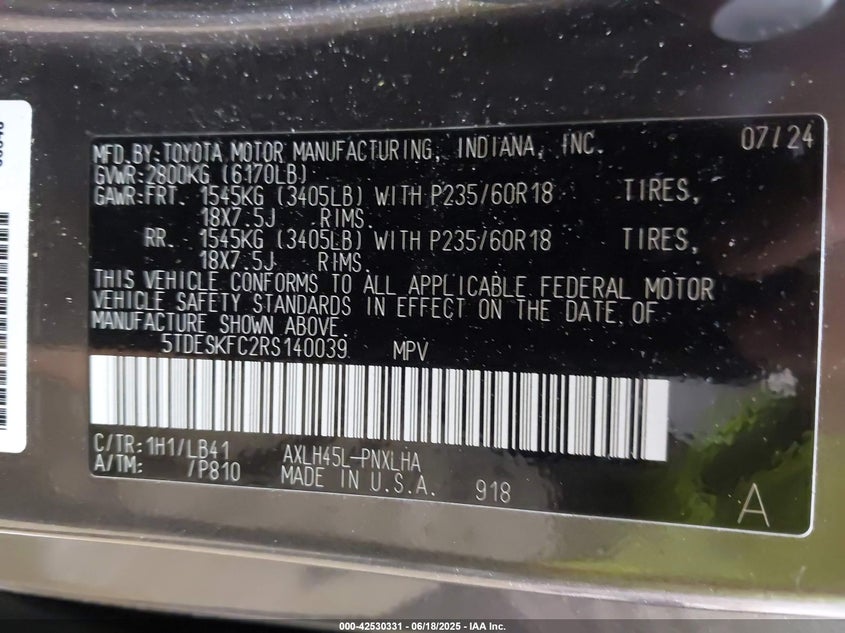 MFD.BY:TOYOTA MOTOR MANUFACTURING, INDIANA, INC. 07/24
GVWR:2800KG (6170LB)
GAWR:FRT. 1545KG (3405LB) WITH P235/60R18 TIRES,
18X7.5J RIMS.
RR. 1545KG (3405LB) WITH P235/60R18 TIRES,
18X7.5J RIMS.
THIS VEHICLE CONFORMS TO ALL APPLICABLE FEDERAL MOTOR
VEHICLE SAFETY STANDARDS IN EFFECT ON THE DATE OF
MANUFACTURE SHOWN ABOVE.
5TDESKFC2RS140039 MPV
C/TR:1H1/LB41 AXLH45L-PNXLHA
A/TM: /P810 MADE IN U.S.A. 918
A
000-42530331 - 06/18/2025 - IAA Inc.